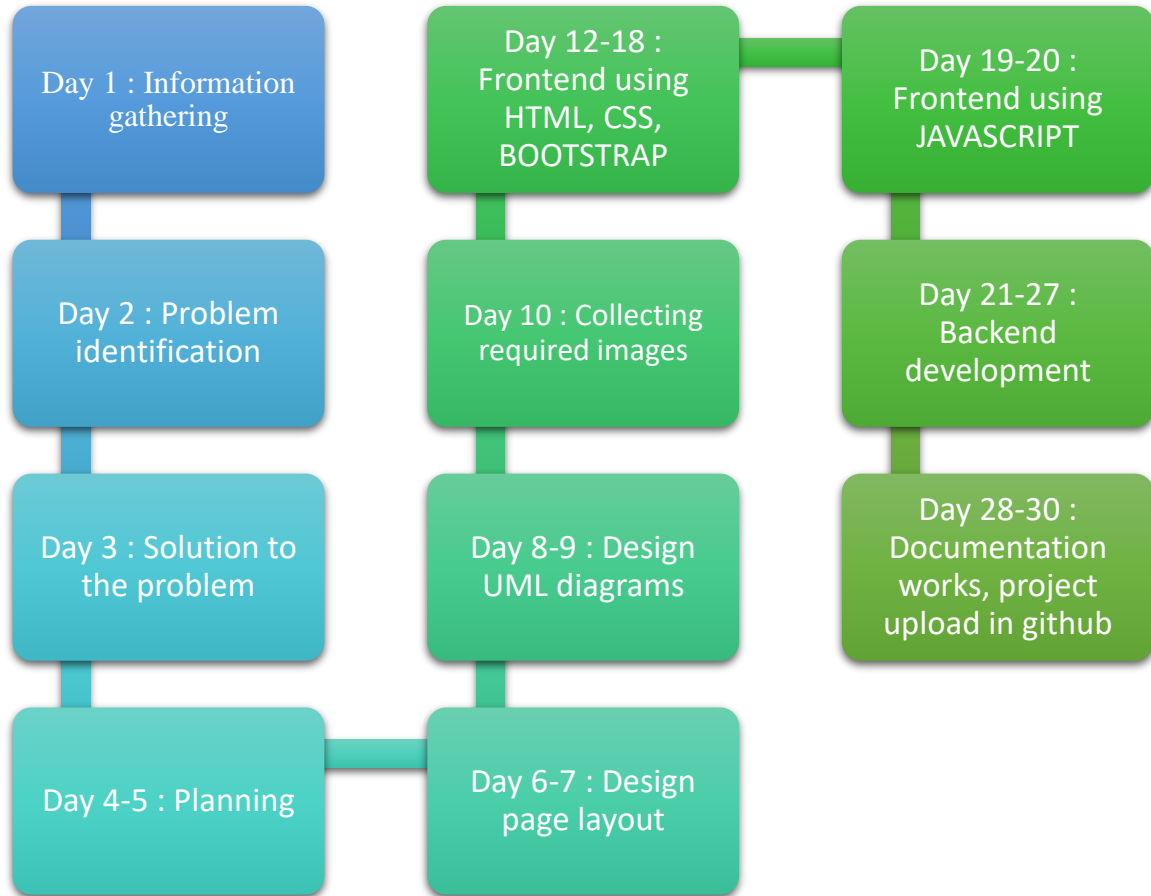 Day 1 : Information
gathering
Day 2 : Problem
identification
Day 3 : Solution to
the problem
Day 4-5 : Planning
Day 6-7 : Design
page layout
Day 8-9 : Design
UML diagrams
Day 10 : Collecting
required images
Day 12-18 :
Frontend using
HTML, CSS,
BOOTSTRAP
Day 19-20 :
Frontend using
JAVASCRIPT
Day 21-27 :
Backend
development
Day 28-30 :
Documentation
works, project
upload in github